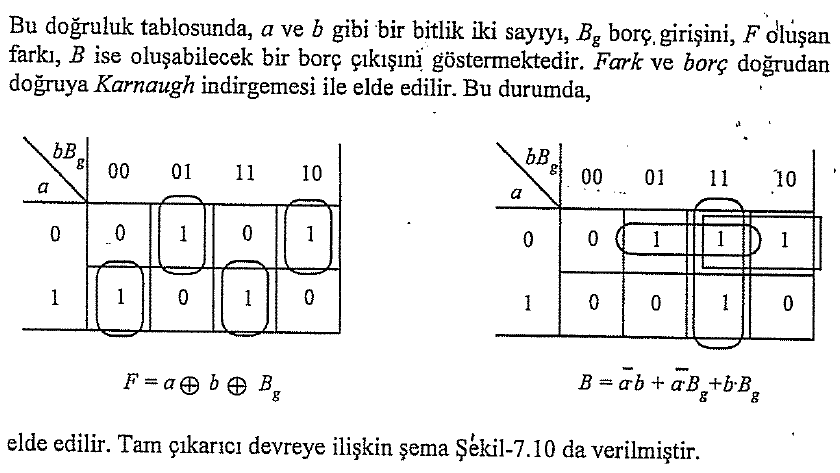 Bu doğruluk tablosunda, a ve b gibi bir bitlik iki sayıyı, B_g borç girişini, F oluşan
farkı, B ise oluşabilecek bir borç çıkışını göstermektedir. Fark ve borç doğrudan
doğruya Karnaugh indirgemesi ile elde edilir. Bu durumda,
bB_g 00 01 11 10
a
0 0 1 0 1
1 1 0 1 0
F = a ⊕ b ⊕ B_g
bB_g 00 01 11 10
a
0 0 1 1 1
1 0 0 1 0
B = a̅b + a̅B_g+b·B_g
elde edilir. Tam çıkarıcı devreye ilişkin şema Şekil-7.10 da verilmiştir.